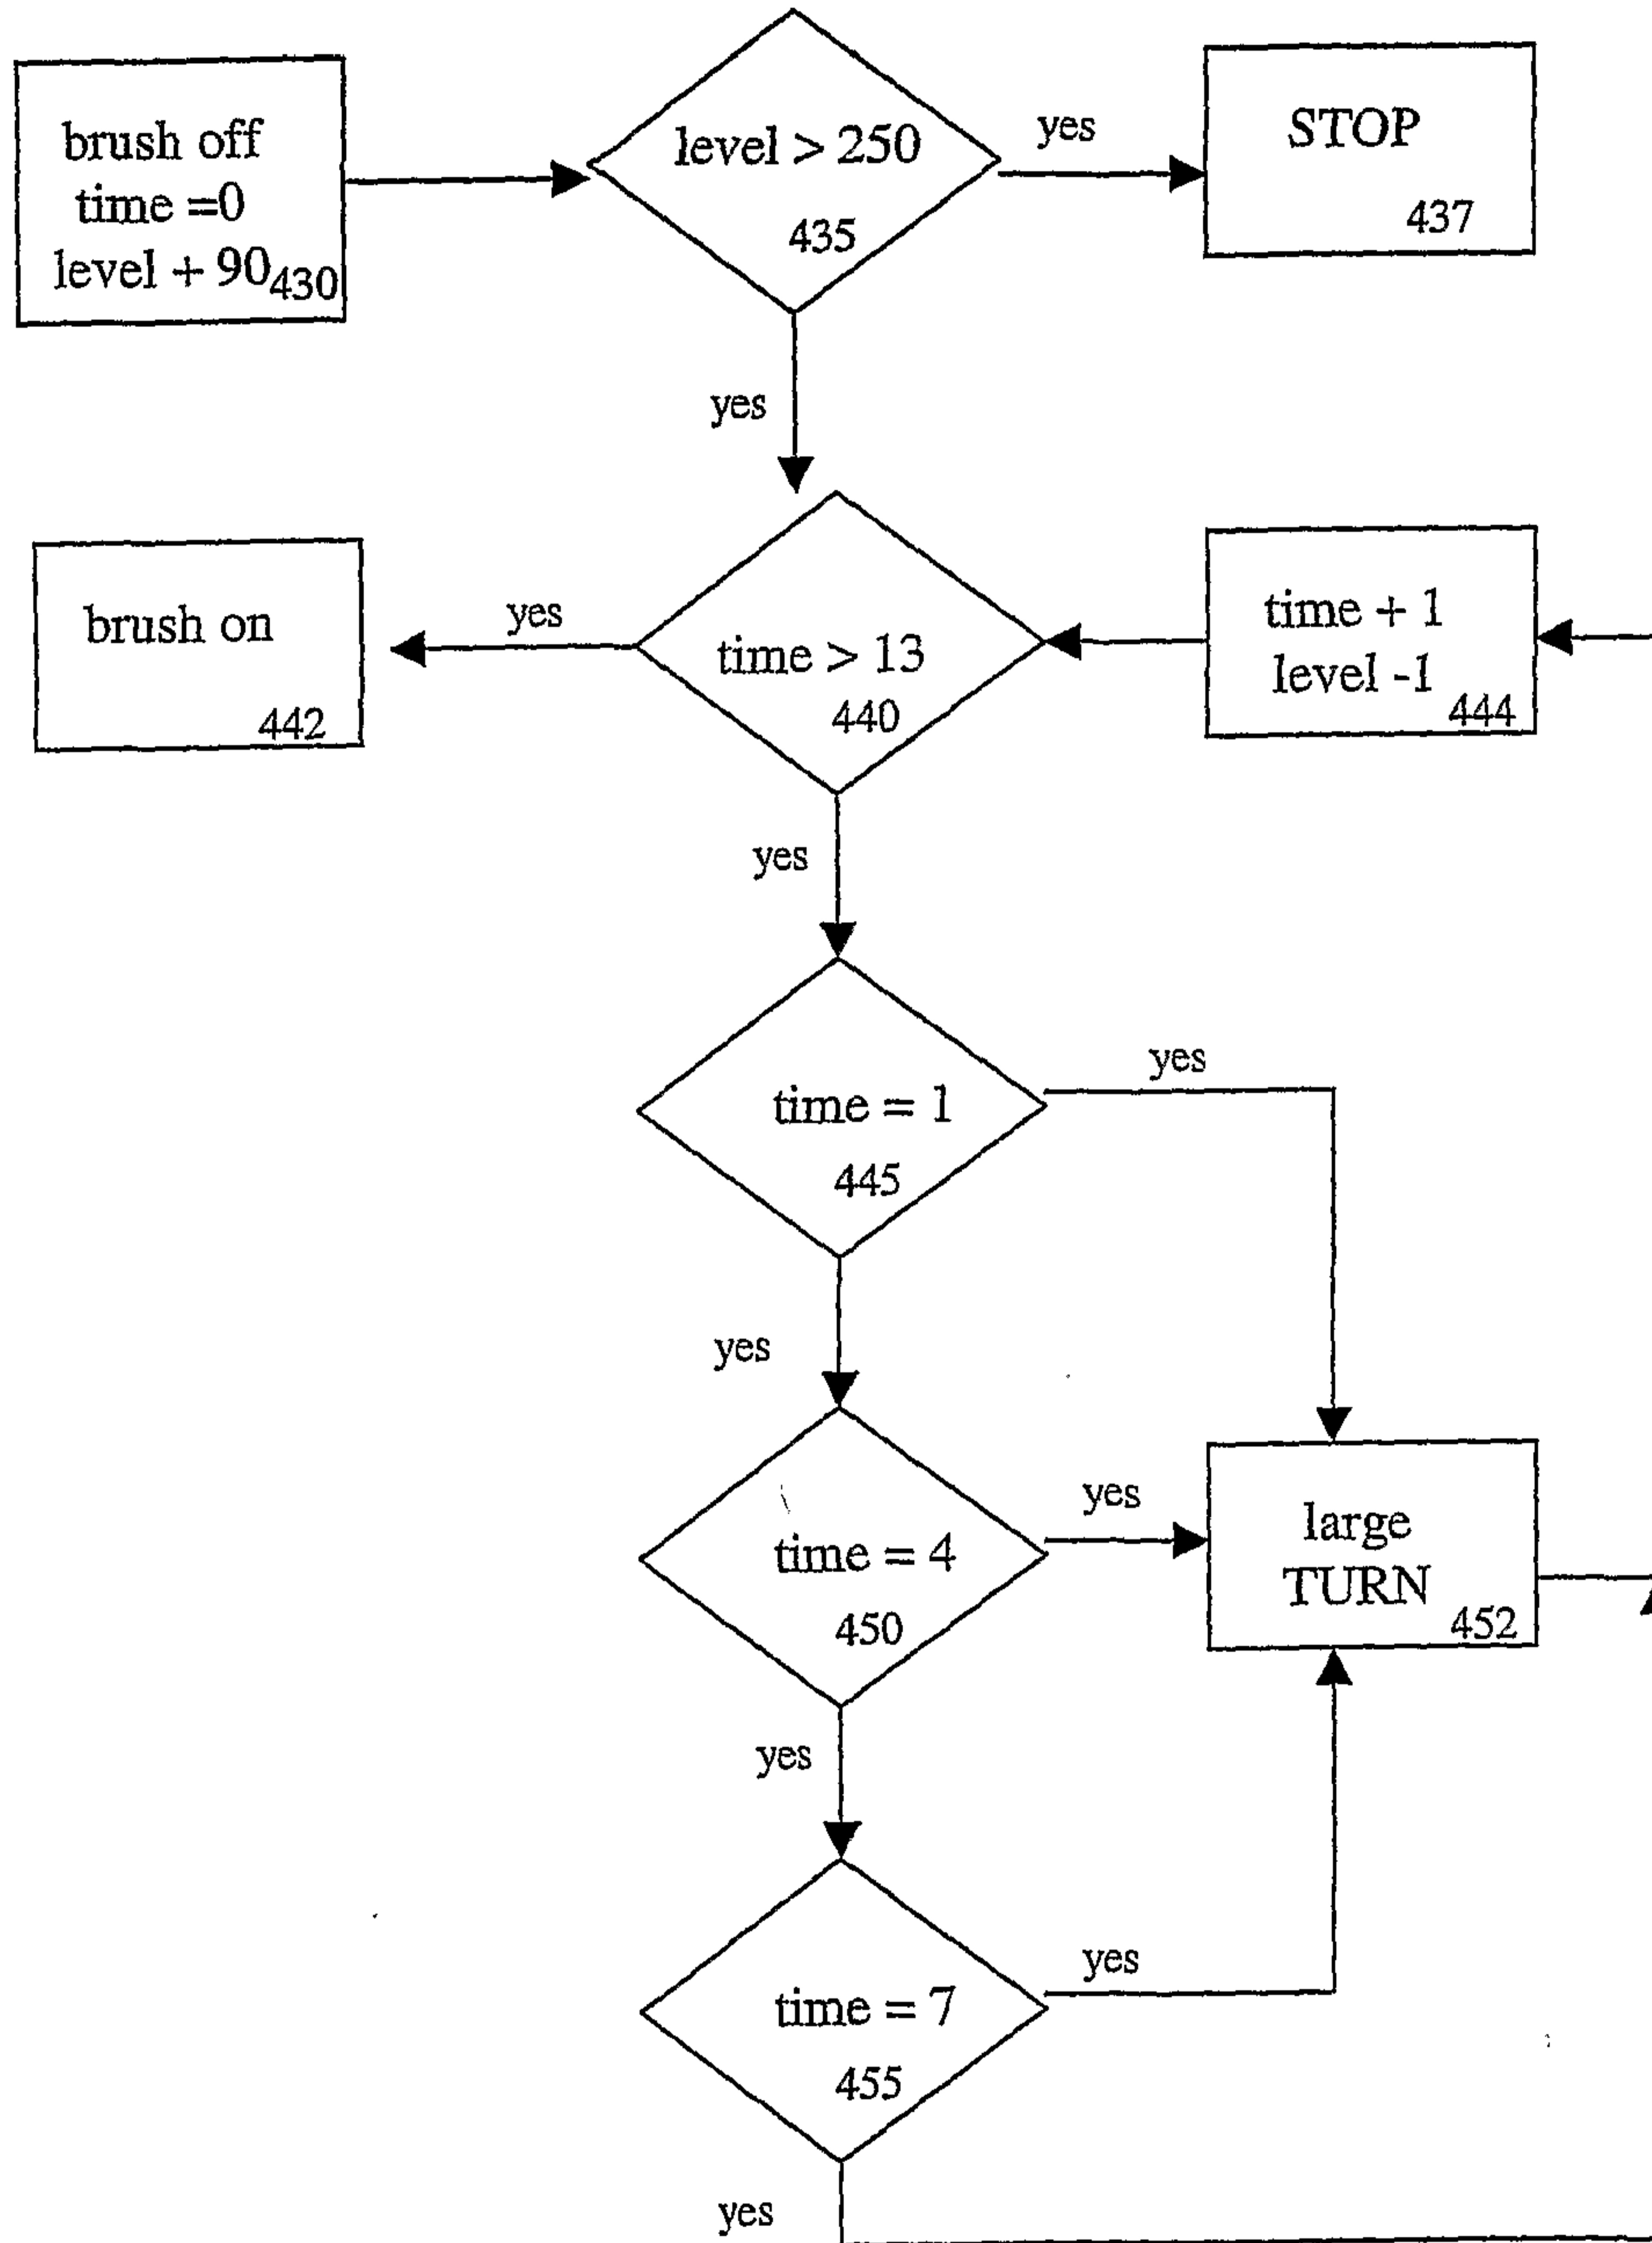 brush off
time =0
level + 90
430
level > 250
435
yes
STOP
437
yes
brush on
442
yes
time > 13
440
time + 1
level -1
444
yes
time = 1
445
yes
yes
time = 4
450
yes
large
TURN
452
yes
time = 7
455
yes
yes